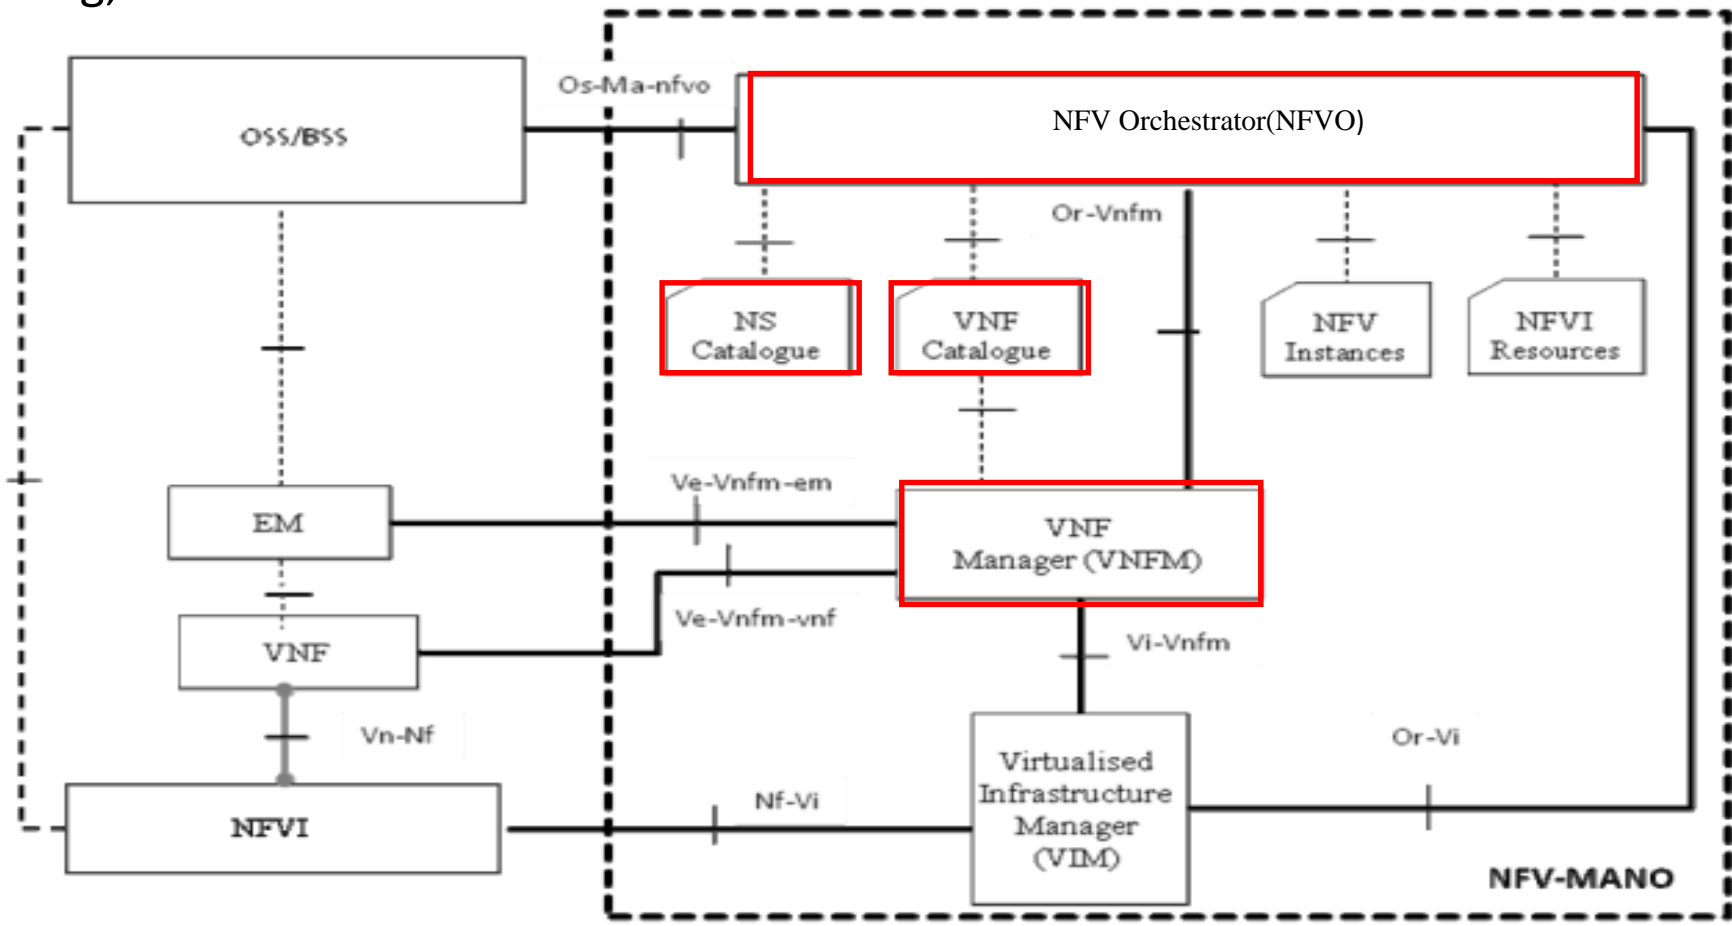 g,
Os-Ma-nfvo
OSS/BSS
NFV Orchestrator(NFVO)
Or-Vnfm
NS
Catalogue
VNF
Catalogue
NFV
Instances
NFVI
Resources
Ve-Vnfm-em
EM
VNF
Manager (VNFM)
Ve-Vnfm-vnf
VNF
Vi-Vnfm
Vn-Nf
Or-Vi
Virtualised
Infrastructure
Manager
(VIM)
Nf-Vi
NFVI
NFV-MANO